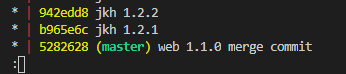 * | 942edd8 jkh 1.2.2
* | b965e6c jkh 1.2.1
* | 5282628 (master) web 1.1.0 merge commit
: